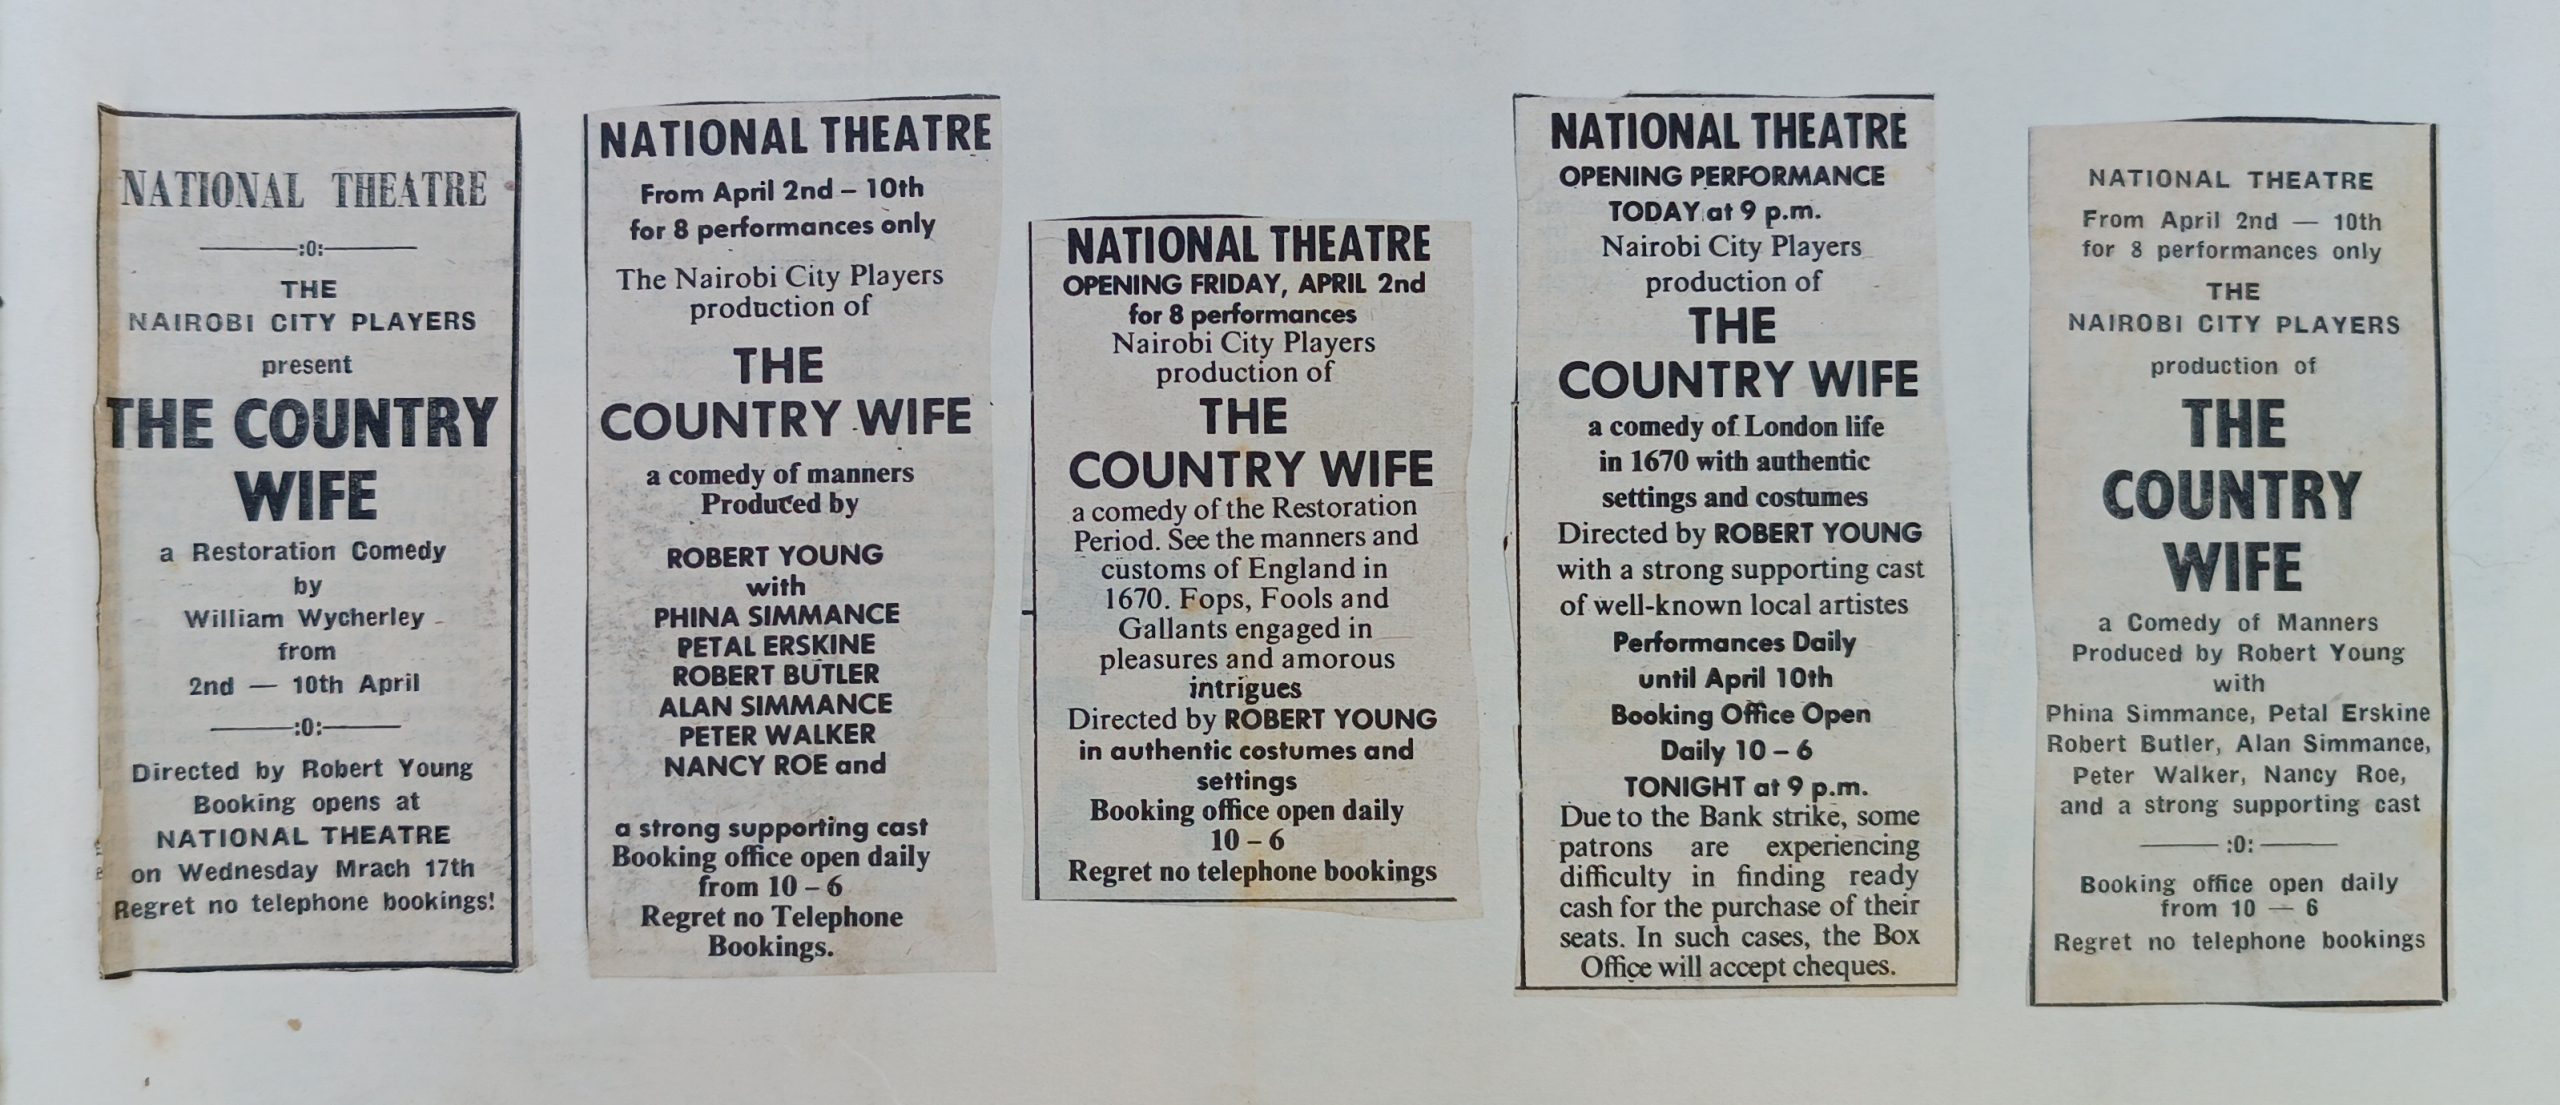 NATIONAL THEATRE
:0:
THE
NAIROBI CITY PLAYERS
present
THE COUNTRY
WIFE
a Restoration Comedy
by
William Wycherley
from
2nd — 10th April
:0:
Directed by Robert Young
Booking opens at
NATIONAL THEATRE
on Wednesday Mrach 17th
Regret no telephone bookings!
NATIONAL THEATRE
From April 2nd – 10th
for 8 performances only
The Nairobi City Players
production of
THE
COUNTRY WIFE
a comedy of manners
Produced by
ROBERT YOUNG
with
PHINA SIMMANCE
PETAL ERSKINE
ROBERT BUTLER
ALAN SIMMANCE
PETER WALKER
NANCY ROE and
a strong supporting cast
Booking office open daily
from 10 – 6
Regret no Telephone
Bookings.
NATIONAL THEATRE
OPENING FRIDAY, APRIL 2nd
for 8 performances
Nairobi City Players
production of
THE
COUNTRY WIFE
a comedy of the Restoration
Period. See the manners and
customs of England in
1670. Fops, Fools and
Gallants engaged in
pleasures and amorous
intrigues
Directed by ROBERT YOUNG
in authentic costumes and
settings
Booking office open daily
10 – 6
Regret no telephone bookings
NATIONAL THEATRE
OPENING PERFORMANCE
TODAY at 9 p.m.
Nairobi City Players
production of
THE
COUNTRY WIFE
a comedy of London life
in 1670 with authentic
settings and costumes
Directed by ROBERT YOUNG
with a strong supporting cast
of well-known local artistes
Performances Daily
until April 10th
Booking Office Open
Daily 10 – 6
TONIGHT at 9 p.m.
Due to the Bank strike, some
patrons are experiencing
difficulty in finding ready
cash for the purchase of their
seats. In such cases, the Box
Office will accept cheques.
NATIONAL THEATRE
From April 2nd — 10th
for 8 performances only
THE
NAIROBI CITY PLAYERS
production of
THE
COUNTRY
WIFE
a Comedy of Manners
Produced by Robert Young
with
Phina Simmance, Petal Erskine
Robert Butler, Alan Simmance,
Peter Walker, Nancy Roe,
and a strong supporting cast
:0:
Booking office open daily
from 10 — 6
Regret no telephone bookings